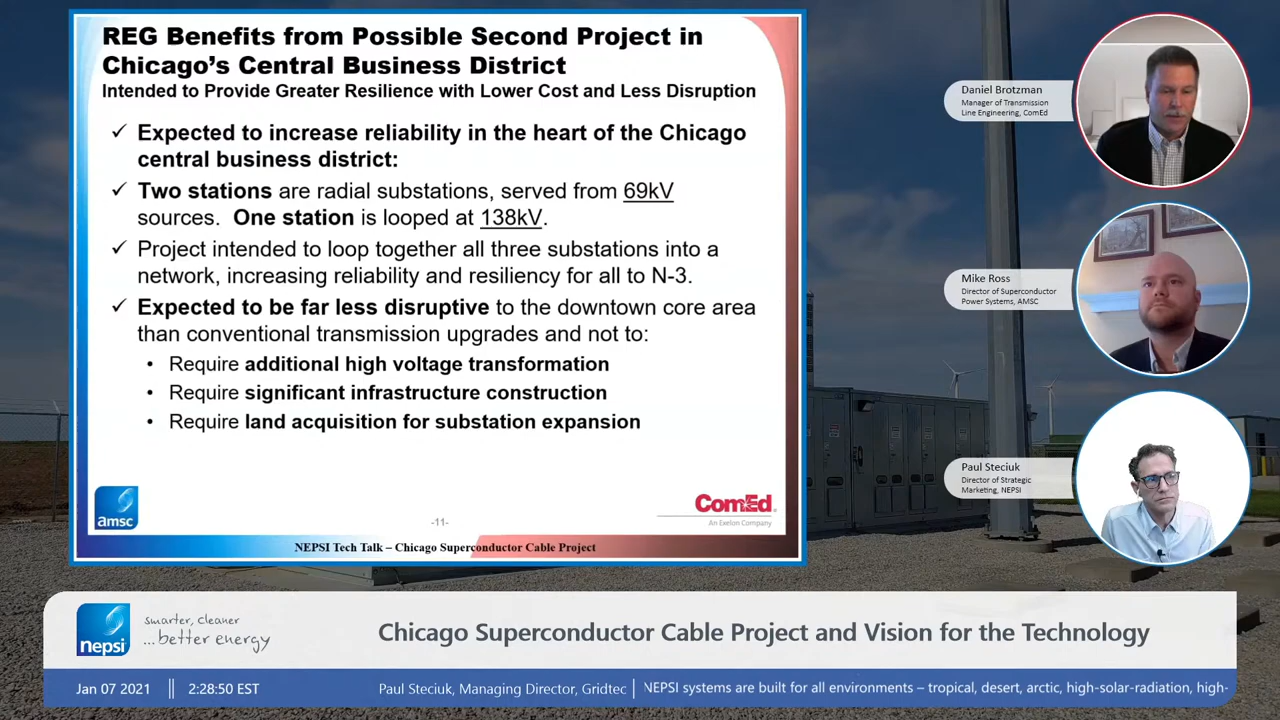 REG Benefits from Possible Second Project in
Chicago's Central Business District
Intended to Provide Greater Resilience with Lower Cost and Less Disruption
✓ Expected to increase reliability in the heart of the Chicago
central business district:
✓ Two stations are radial substations, served from 69kV
sources. One station is looped at 138kV.
✓ Project intended to loop together all three substations into a
network, increasing reliability and resiliency for all to N-3.
✓ Expected to be far less disruptive to the downtown core area
than conventional transmission upgrades and not to:
• Require additional high voltage transformation
• Require significant infrastructure construction
• Require land acquisition for substation expansion
amsc
-11-
ComEd
An Exelon Company
NEPSI Tech Talk – Chicago Superconductor Cable Project
Daniel Brotzman
Manager of Transmission
Line Engineering, ComEd
Mike Ross
Director of Superconductor
Power Systems, AMSC
Paul Steciuk
Director of Strategic
Marketing, NEPSI
nepsi
smarter, cleaner
...better energy
Chicago Superconductor Cable Project and Vision for the Technology
Jan 07 2021
2:28:50 EST
Paul Steciuk, Managing Director, Gridtec
NEPSI systems are built for all environments – tropical, desert, arctic, high-solar-radiation, high-